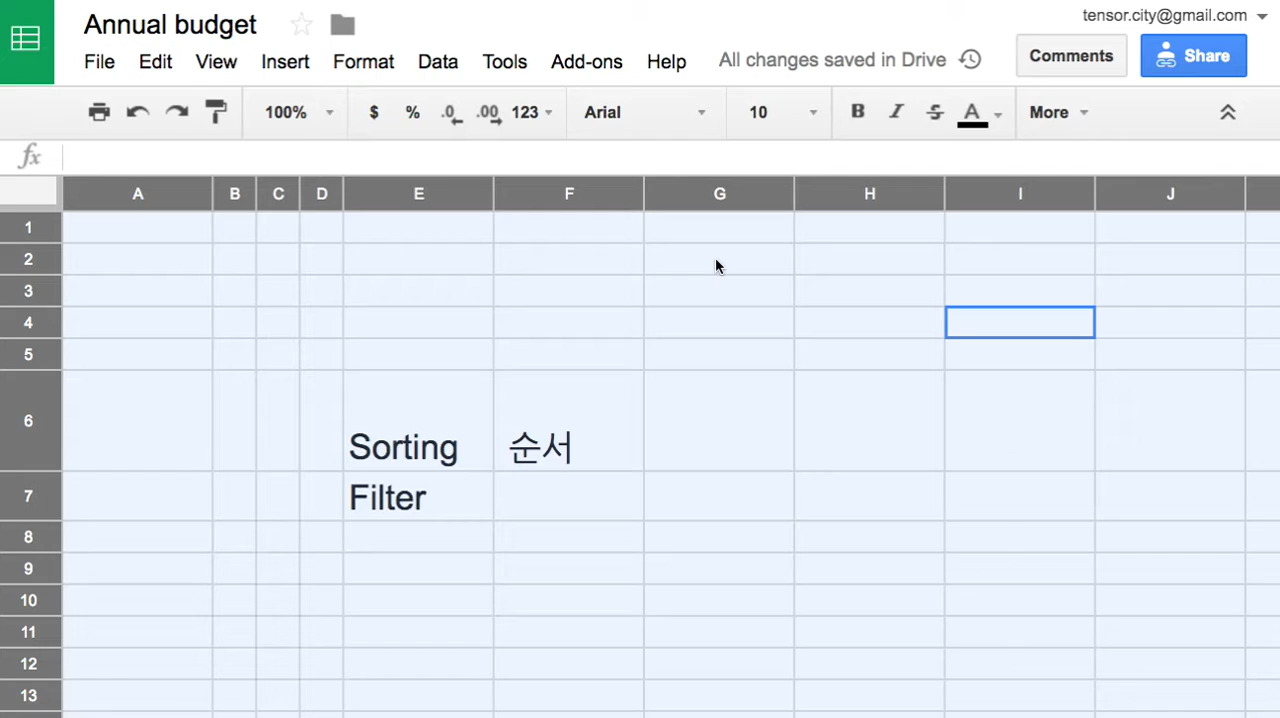 Annual budget
tensor.city@gmail.com
File Edit View Insert Format Data Tools Add-ons Help All changes saved in Drive Comments Share
100% $ % .0 .00 123 Arial 10 B I S A More
fx
A B C D E F G H I J
1
2
3
4
5
6 Sorting 순서
7 Filter
8
9
10
11
12
13